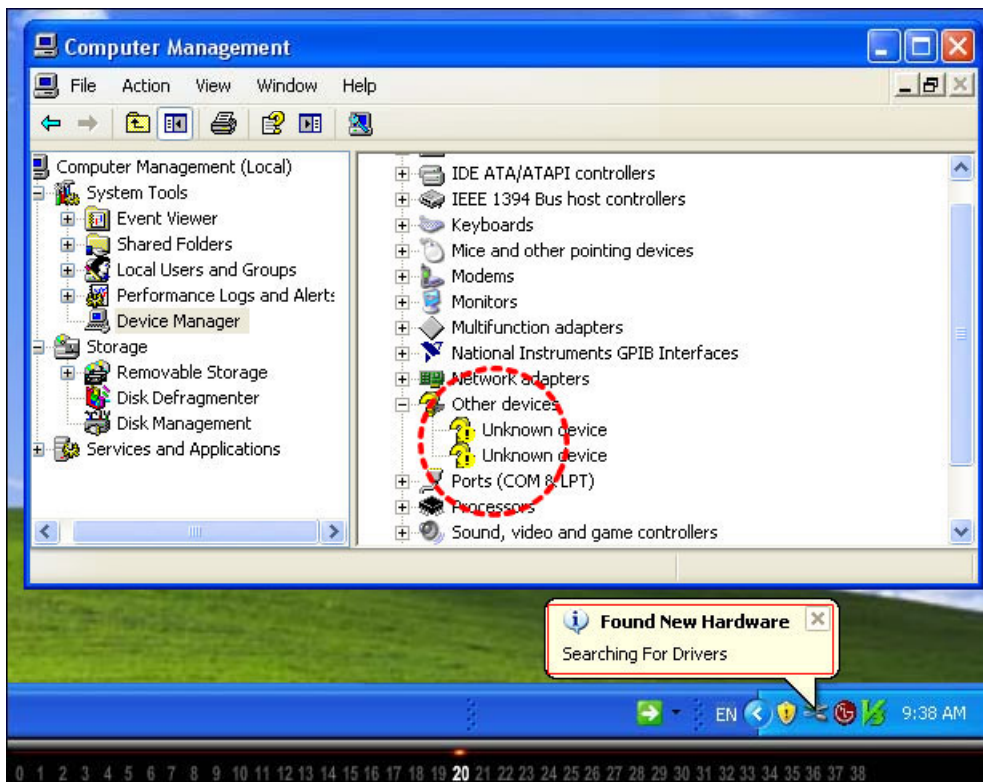 Computer Management
File Action View Window Help
Computer Management (Local)
System Tools
Event Viewer
Shared Folders
Local Users and Groups
Performance Logs and Alerts
Device Manager
Storage
Removable Storage
Disk Defragmenter
Disk Management
Services and Applications
IDE ATA/ATAPI controllers
IEEE 1394 Bus host controllers
Keyboards
Mice and other pointing devices
Modems
Monitors
Multifunction adapters
National Instruments GPIB Interfaces
Network adapters
Other devices
Unknown device
Unknown device
Ports (COM & LPT)
Processors
Sound, video and game controllers
Found New Hardware
Searching For Drivers
EN 9:38 AM
0 1 2 3 4 5 6 7 8 9 10 11 12 13 14 15 16 17 18 19 20 21 22 23 24 25 26 27 28 29 30 31 32 33 34 35 36 37 38